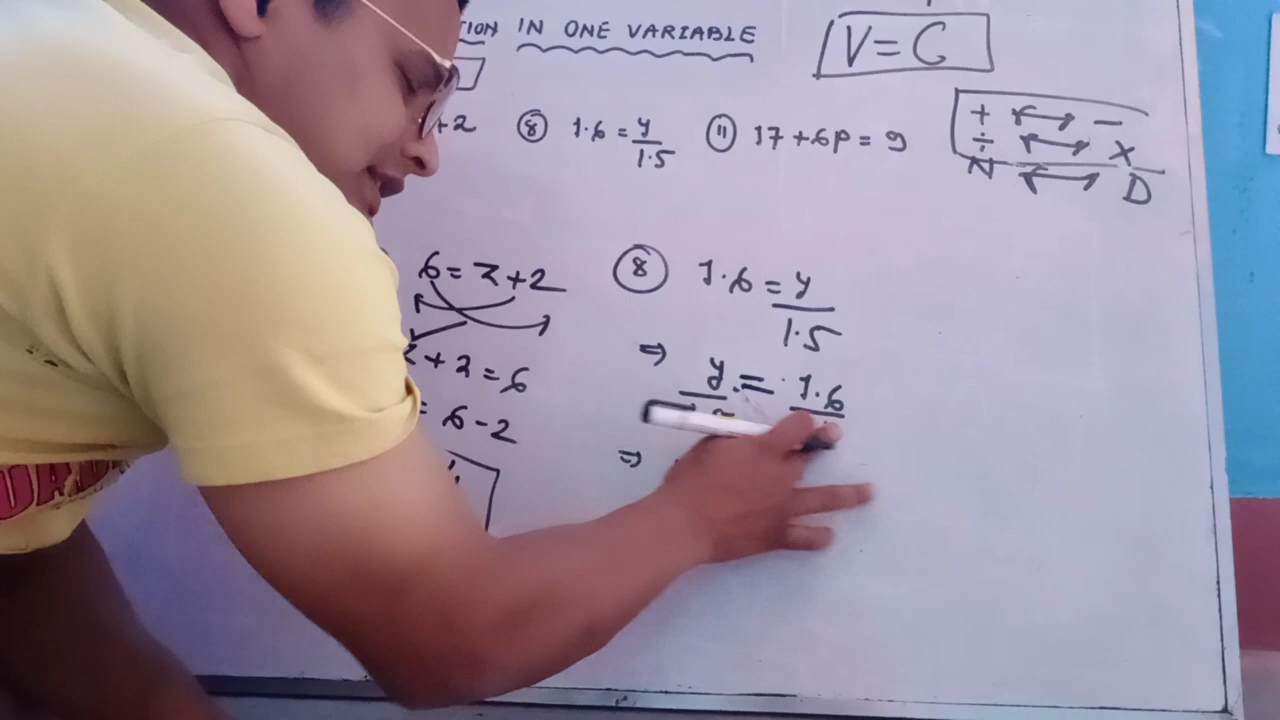 IN ONE VARIABLE
V=C
+2 ⑧ 1.6 = y/1.5 ⑪ 17+6p = 9
+ ↔ -
÷ ↔ ×
N ↔ D
6 = z+2
z + 2 = 6
= 6-2
⑧ 1.6 = y/1.5
⇒ y = 1.6
⇒